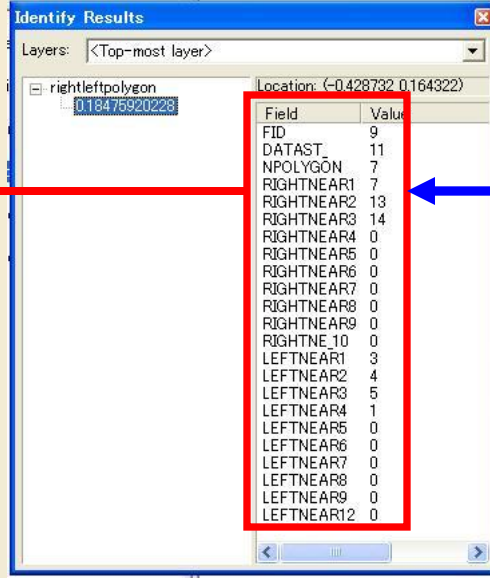 Identify Results
Layers: <Top-most layer>
rightleftpolygon
0.18475920228
Location: (-0.428732 0.164322)
Field Value
FID 9
DATAST_ 11
NPOLYGON 7
RIGHTNEAR1 7
RIGHTNEAR2 13
RIGHTNEAR3 14
RIGHTNEAR4 0
RIGHTNEAR5 0
RIGHTNEAR6 0
RIGHTNEAR7 0
RIGHTNEAR8 0
RIGHTNEAR9 0
RIGHTNE_10 0
LEFTNEAR1 3
LEFTNEAR2 4
LEFTNEAR3 5
LEFTNEAR4 1
LEFTNEAR5 0
LEFTNEAR6 0
LEFTNEAR7 0
LEFTNEAR8 0
LEFTNEAR9 0
LEFTNEAR12 0